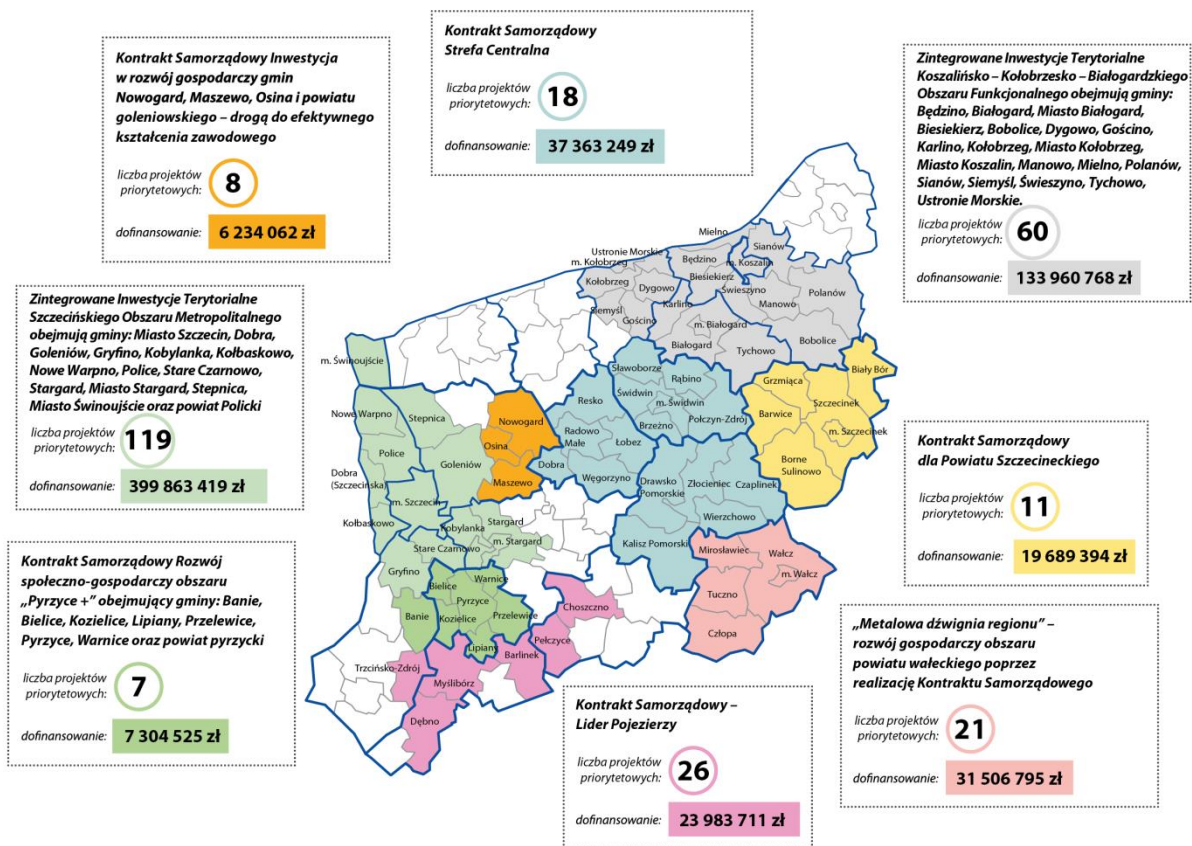 Kontrakt Samorządowy Inwestycja
w rozwój gospodarczy gmin
Nowogard, Maszewo, Osina i powiatu
goleniowskiego – drogą do efektywnego
kształcenia zawodowego
liczba projektów
priorytetowych:
8
dofinansowanie:
6 234 062 zł
Kontrakt Samorządowy
Strefa Centralna
liczba projektów
priorytetowych:
18
dofinansowanie:
37 363 249 zł
Zintegrowane Inwestycje Terytorialne
Koszalińsko – Kołobrzesko – Białogardzkiego
Obszaru Funkcjonalnego obejmują gminy:
Będzino, Białogard, Miasto Białogard,
Biesiekierz, Bobolice, Dygowo, Gościno,
Karlino, Kołobrzeg, Miasto Kołobrzeg,
Miasto Koszalin, Manowo, Mielno, Polanów,
Sianów, Siemyśl, Świeszyno, Tychowo,
Ustronie Morskie.
liczba projektów
priorytetowych:
60
dofinansowanie:
133 960 768 zł
Zintegrowane Inwestycje Terytorialne
Szczecińskiego Obszaru Metropolitalnego
obejmują gminy: Miasto Szczecin, Dobra,
Goleniów, Gryfino, Kobylanka, Kołbaskowo,
Nowe Warpno, Police, Stare Czarnowo,
Stargard, Miasto Stargard, Stepnica,
Miasto Świnoujście oraz powiat Policki
liczba projektów
priorytetowych:
119
dofinansowanie:
399 863 419 zł
Kontrakt Samorządowy Rozwój
społeczno-gospodarczy obszaru
„Pyrzyce +” obejmujący gminy: Banie,
Bielice, Kozielice, Lipiany, Przelewice,
Pyrzyce, Warnice oraz powiat pyrzycki
liczba projektów
priorytetowych:
7
dofinansowanie:
7 304 525 zł
Mielno
Sianów
Ustronie Morskie
m. Kołobrzeg
Będzino
m. Koszalin
Kołobrzeg
Dygowo
Biesiekierz
Świeszyno
Polanów
Siemyśl
Gościno
Karlino
Manowo
m. Białogard
Białogard
Tychowo
Bobolice
m. Świnoujście
Sławoborze
Rąbino
Grzmiąca
Biały Bór
Resko
Świdwin
m. Świdwin
Barwice
Szczecinek
Nowe Warpno
Stepnica
Nowogard
Brzeźno
Połczyn-Zdrój
m. Szczecinek
Police
Osina
Radowo
Małe
Łobez
Borne
Sulinowo
Dobra
(Szczecińska)
Goleniów
Maszewo
Dobra
Węgorzyno
Drawsko
Pomorskie
Złocieniec
Czaplinek
m. Szczecin
Wierzchowo
Kołbaskowo
Kobylanka
Stargard
m. Stargard
Kalisz Pomorski
Stare Czarnowo
Mirosławiec
Wałcz
m. Wałcz
Gryfino
Bielice
Warnice
Tuczno
Pyrzyce
Choszczno
Banie
Kozielice
Przelewice
Człopa
Pełczyce
Lipiany
Barlinek
Trzcińsko-Zdrój
Myślibórz
Dębno
Kontrakt Samorządowy
dla Powiatu Szczecineckiego
liczba projektów
priorytetowych:
11
dofinansowanie:
19 689 394 zł
„Metalowa dźwignia regionu” –
rozwój gospodarczy obszaru
powiatu wałeckiego poprzez
realizację Kontraktu Samorządowego
liczba projektów
priorytetowych:
21
dofinansowanie:
31 506 795 zł
Kontrakt Samorządowy –
Lider Pojezierzy
liczba projektów
priorytetowych:
26
dofinansowanie:
23 983 711 zł